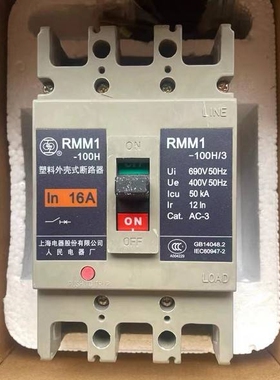 LINE
RMM1
-100H
塑料外壳式断路器
In 16A
上海电器股份有限公司
人民电器厂
ON
ON
OFF
RMM1
-100H/3
Ui 690V 50Hz
Ue 400V 50Hz
Icu 50 kA
Ir 12 In
Cat. AC-3
GB14048.2
IEC60947-2
LOAD